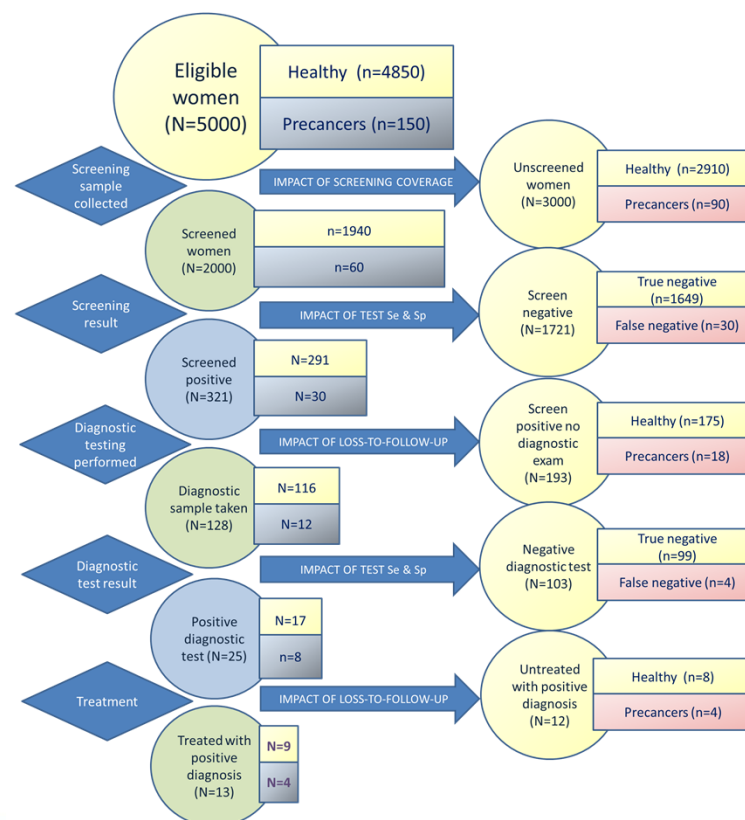 Eligible
women
(N=5000)
Healthy (n=4850)
Precancers (n=150)
Screening
sample
collected
IMPACT OF SCREENING COVERAGE
Unscreened
women
(N=3000)
Healthy (n=2910)
Precancers (n=90)
Screened
women
(N=2000)
n=1940
n=60
Screening
result
IMPACT OF TEST Se & Sp
Screen
negative
(N=1721)
True negative
(n=1649)
False negative (n=30)
Screened
positive
(N=321)
N=291
N=30
Diagnostic
testing
performed
IMPACT OF LOSS-TO-FOLLOW-UP
Screen
positive no
diagnostic
exam
(N=193)
Healthy (n=175)
Precancers (n=18)
Diagnostic
sample taken
(N=128)
N=116
N=12
Diagnostic
test result
IMPACT OF TEST Se & Sp
Negative
diagnostic test
(N=103)
True negative
(n=99)
False negative (n=4)
Positive
diagnostic
test (N=25)
N=17
n=8
Treatment
IMPACT OF LOSS-TO-FOLLOW-UP
Untreated
with positive
diagnosis
(N=12)
Healthy (n=8)
Precancers (n=4)
Treated with
positive
diagnosis
(N=13)
N=9
N=4